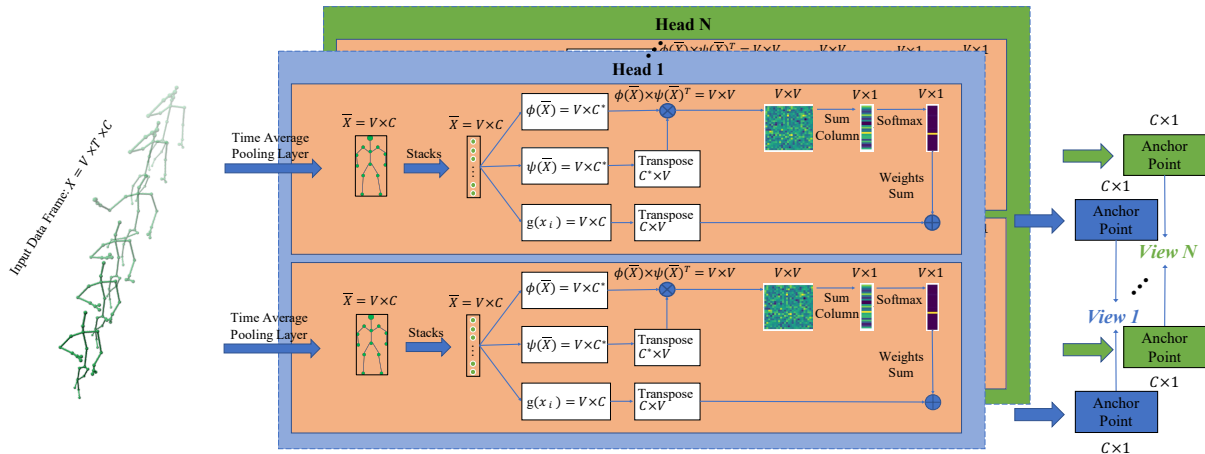 Head N
ϕ(X̅)×ψ(X̅)ᵀ = V×V
V×V
V×1
V×1
Head 1
Input Data Frame: X = V×T×C
Time Average
Pooling Layer
X̅ = V×C
Stacks
X̅ = V×C
ϕ(X̅) = V×C*
ψ(X̅) = V×C*
g(x i) = V×C
ϕ(X̅)×ψ(X̅)ᵀ = V×V
Transpose
C*×V
Transpose
C×V
V×V
Sum
Column
V×1
Softmax
V×1
Weights
Sum
Time Average
Pooling Layer
X̅ = V×C
Stacks
X̅ = V×C
ϕ(X̅) = V×C*
ψ(X̅) = V×C*
g(x i) = V×C
ϕ(X̅)×ψ(X̅)ᵀ = V×V
Transpose
C*×V
Transpose
C×V
V×V
Sum
Column
V×1
Softmax
V×1
Weights
Sum
C×1
Anchor
Point
C×1
Anchor
Point
View N
View 1
Anchor
Point
C×1
Anchor
Point
C×1